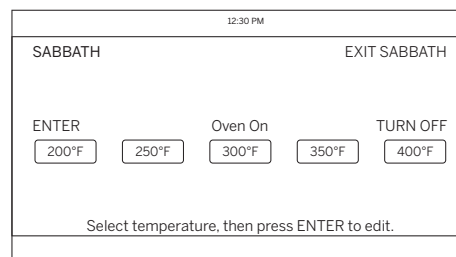 12:30 PM
SABBATH EXIT SABBATH
ENTER Oven On TURN OFF
200°F 250°F 300°F 350°F 400°F
Select temperature, then press ENTER to edit.